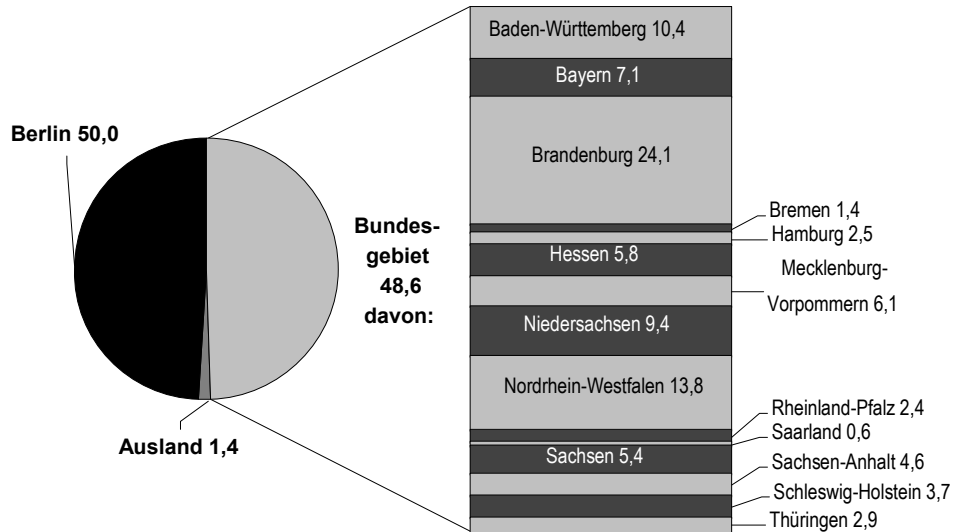 Berlin 50,0
Bundes-
gebiet
48,6
davon:
Ausland 1,4
Baden-Württemberg 10,4
Bayern 7,1
Brandenburg 24,1
Bremen 1,4
Hamburg 2,5
Hessen 5,8
Mecklenburg-
Vorpommern 6,1
Niedersachsen 9,4
Nordrhein-Westfalen 13,8
Rheinland-Pfalz 2,4
Saarland 0,6
Sachsen 5,4
Sachsen-Anhalt 4,6
Schleswig-Holstein 3,7
Thüringen 2,9